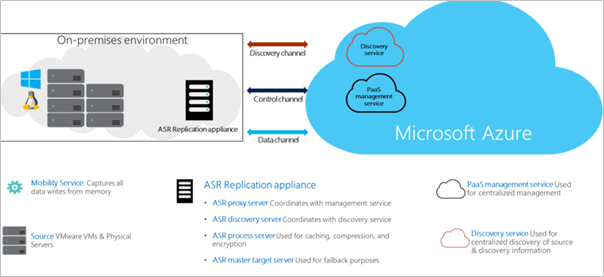 On-premises environment
ASR Replication appliance
Discovery channel
Control channel
Data channel
Discovery
service
PaaS
management
service
Microsoft Azure
Mobility Service Captures all
data writes from memory
Source VMware VMs & Physical
Servers
ASR Replication appliance
• ASR proxy server Coordinates with management service
• ASR discovery server Coordinates with discovery service
• ASR process server Used for caching, compression, and
encryption
• ASR master target server Used for failback purposes
PaaS management service Used
for centralized management
Discovery service Used for
centralized discovery of source
& discovery information